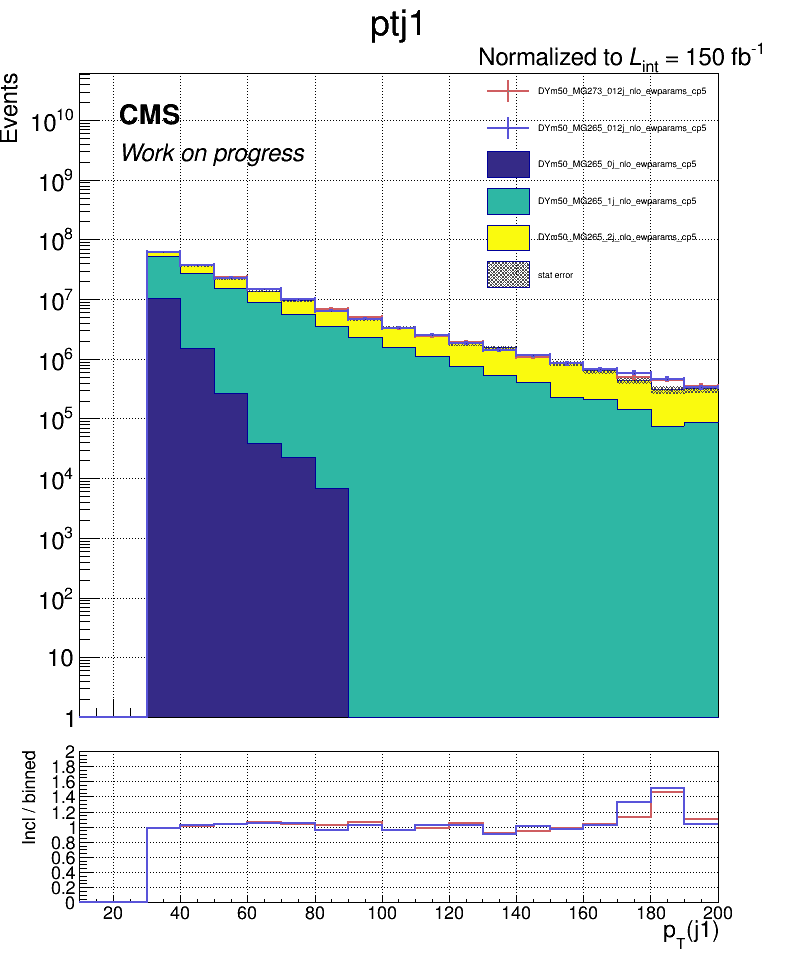 ptj1
Normalized to Lint = 150 fb-1
Events
CMS
Work on progress
DYm50_MG273_012j_nlo_ewparams_cp5
DYm50_MG265_012j_nlo_ewparams_cp5
DYm50_MG265_0j_nlo_ewparams_cp5
DYm50_MG265_1j_nlo_ewparams_cp5
DYm50_MG265_2j_nlo_ewparams_cp5
stat error
10^10
10^9
10^8
10^7
10^6
10^5
10^4
10^3
10^2
10
1
Incl / binned
2
1.8
1.6
1.4
1.2
1
0.8
0.6
0.4
0.2
0
20 40 60 80 100 120 140 160 180 200
pT(j1)